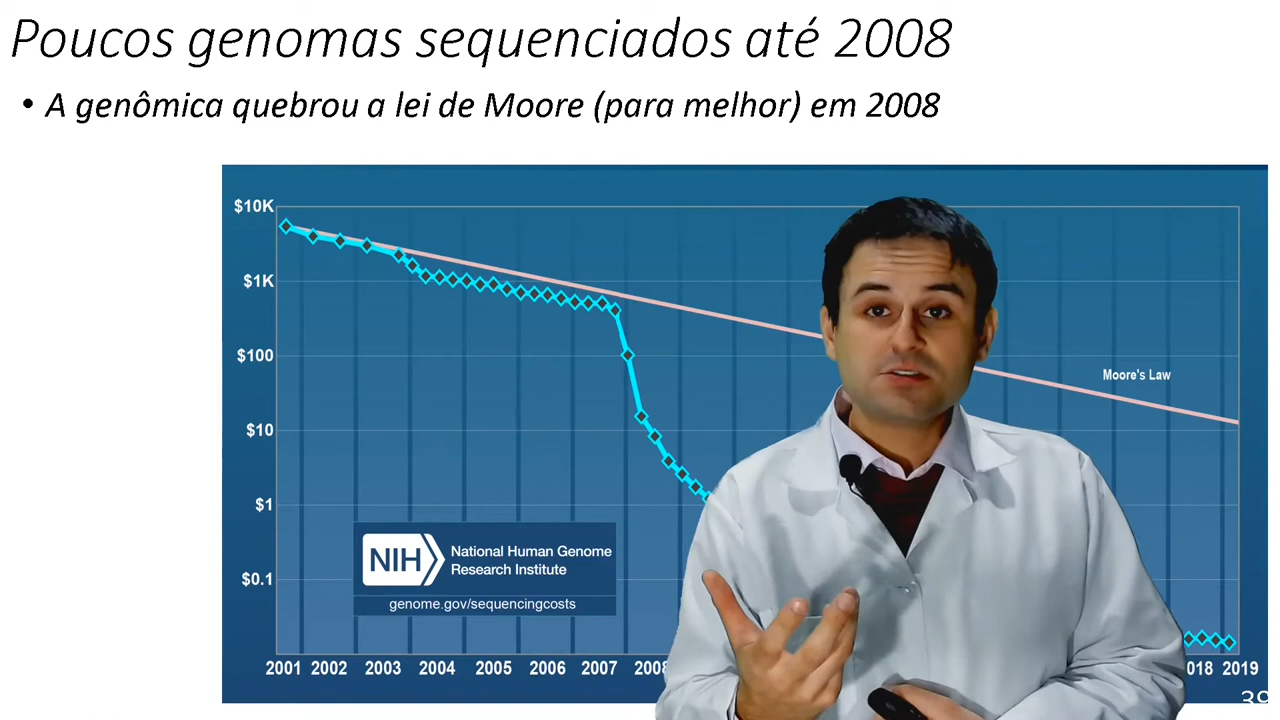 Poucos genomas sequenciados até 2008
• A genômica quebrou a lei de Moore (para melhor) em 2008
$10K
$1K
$100
Moore's Law
$10
$1
NIH National Human Genome
Research Institute
$0.1
genome.gov/sequencingcosts
2001 2002 2003 2004 2005 2006 2007 2019